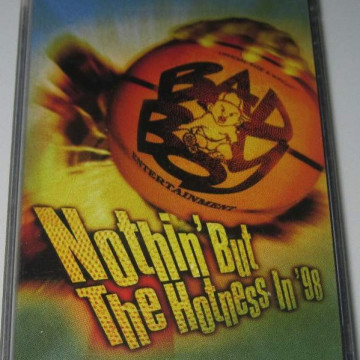 BAD
BOY
ENTERTAINMENT
Nothin' But
The Hotness In '98